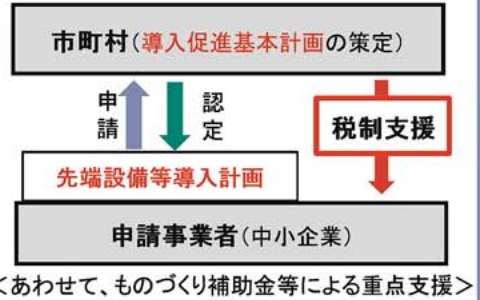 市町村(導入促進基本計画の策定)
申請
認定
税制支援
先端設備等導入計画
申請事業者(中小企業)
<あわせて、ものづくり補助金等による重点支援>